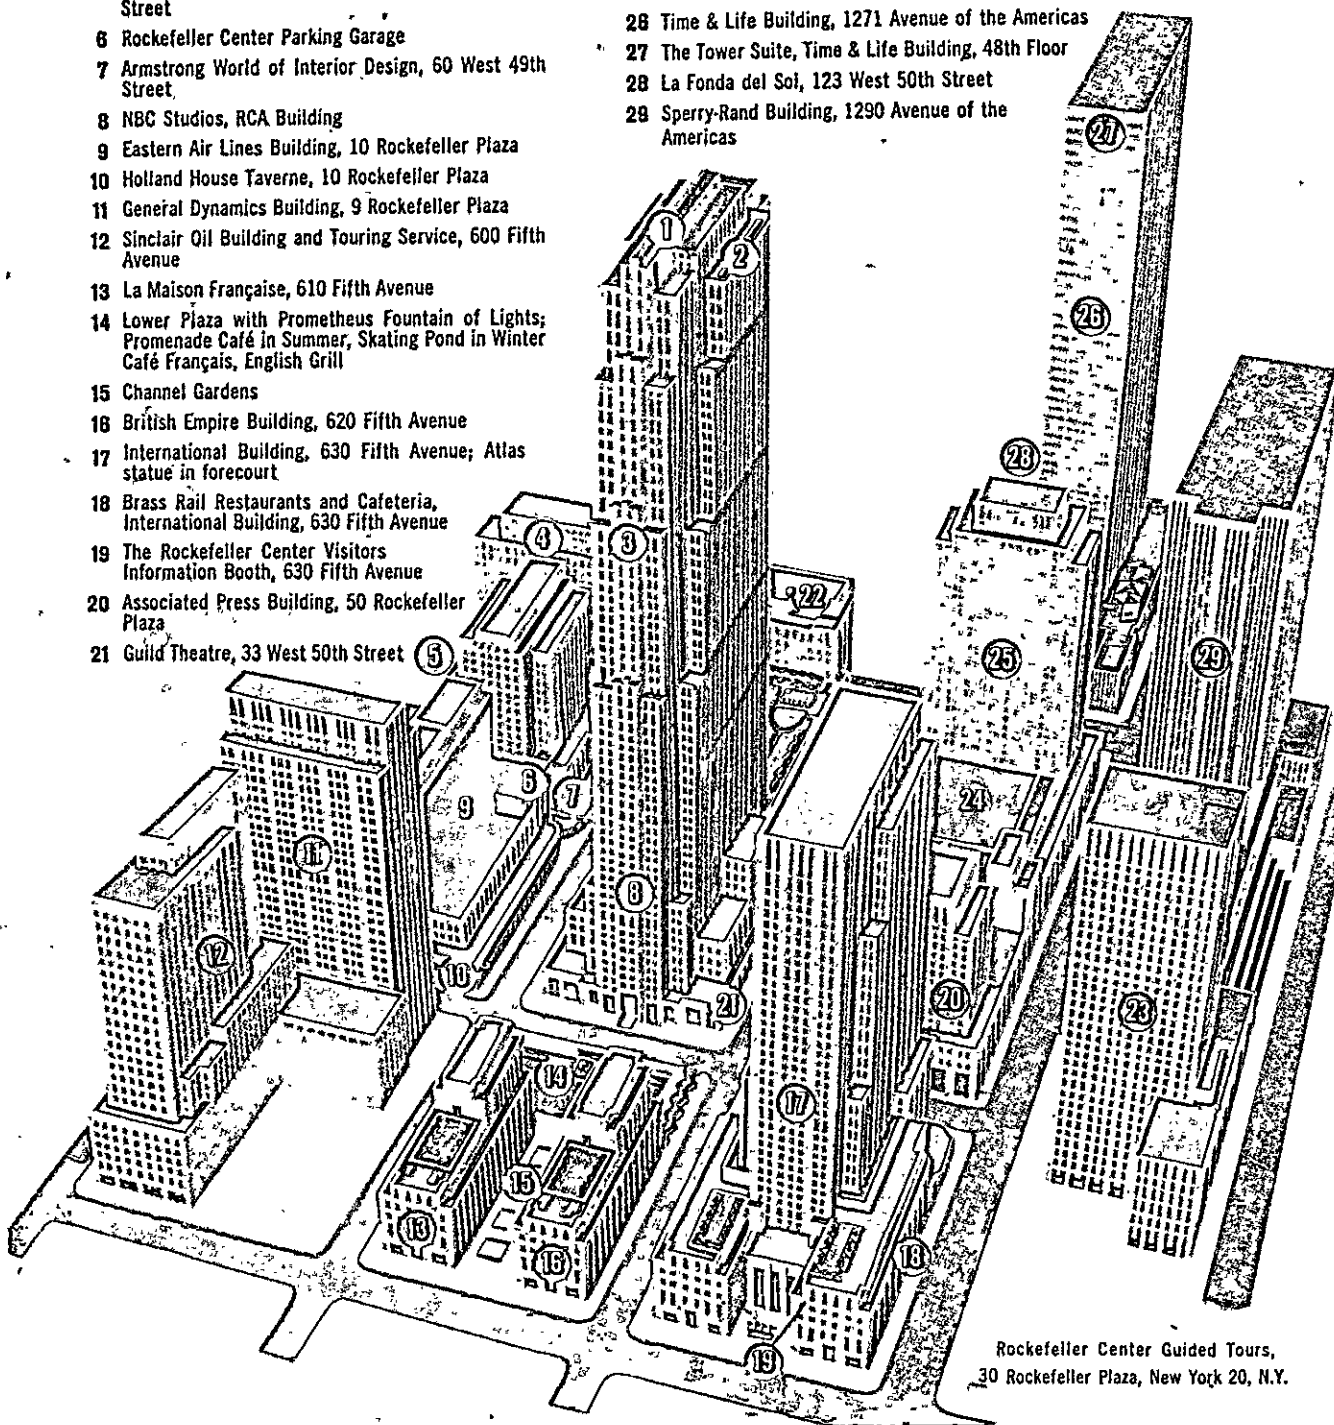 Street
6 Rockefeller Center Parking Garage
7 Armstrong World of Interior Design, 60 West 49th
Street
8 NBC Studios, RCA Building
9 Eastern Air Lines Building, 10 Rockefeller Plaza
10 Holland House Taverne, 10 Rockefeller Plaza
11 General Dynamics Building, 9 Rockefeller Plaza
12 Sinclair Oil Building and Touring Service, 600 Fifth
Avenue
13 La Maison Française, 610 Fifth Avenue
14 Lower Plaza with Prometheus Fountain of Lights;
Promenade Café in Summer, Skating Pond in Winter
Café Français, English Grill
15 Channel Gardens
16 British Empire Building, 620 Fifth Avenue
17 International Building, 630 Fifth Avenue; Atlas
statue in forecourt
18 Brass Rail Restaurants and Cafeteria,
International Building, 630 Fifth Avenue
19 The Rockefeller Center Visitors
Information Booth, 630 Fifth Avenue
20 Associated Press Building, 50 Rockefeller
Plaza
21 Guild Theatre, 33 West 50th Street
26 Time & Life Building, 1271 Avenue of the Americas
27 The Tower Suite, Time & Life Building, 48th Floor
28 La Fonda del Sol, 123 West 50th Street
29 Sperry-Rand Building, 1290 Avenue of the
Americas
27
1
2
26
28
4
3
22
5
25
29
6
7
9
24
11
8
12
10
21
20
23
14
17
15
13
16
18
19
Rockefeller Center Guided Tours,
30 Rockefeller Plaza, New York 20, N.Y.